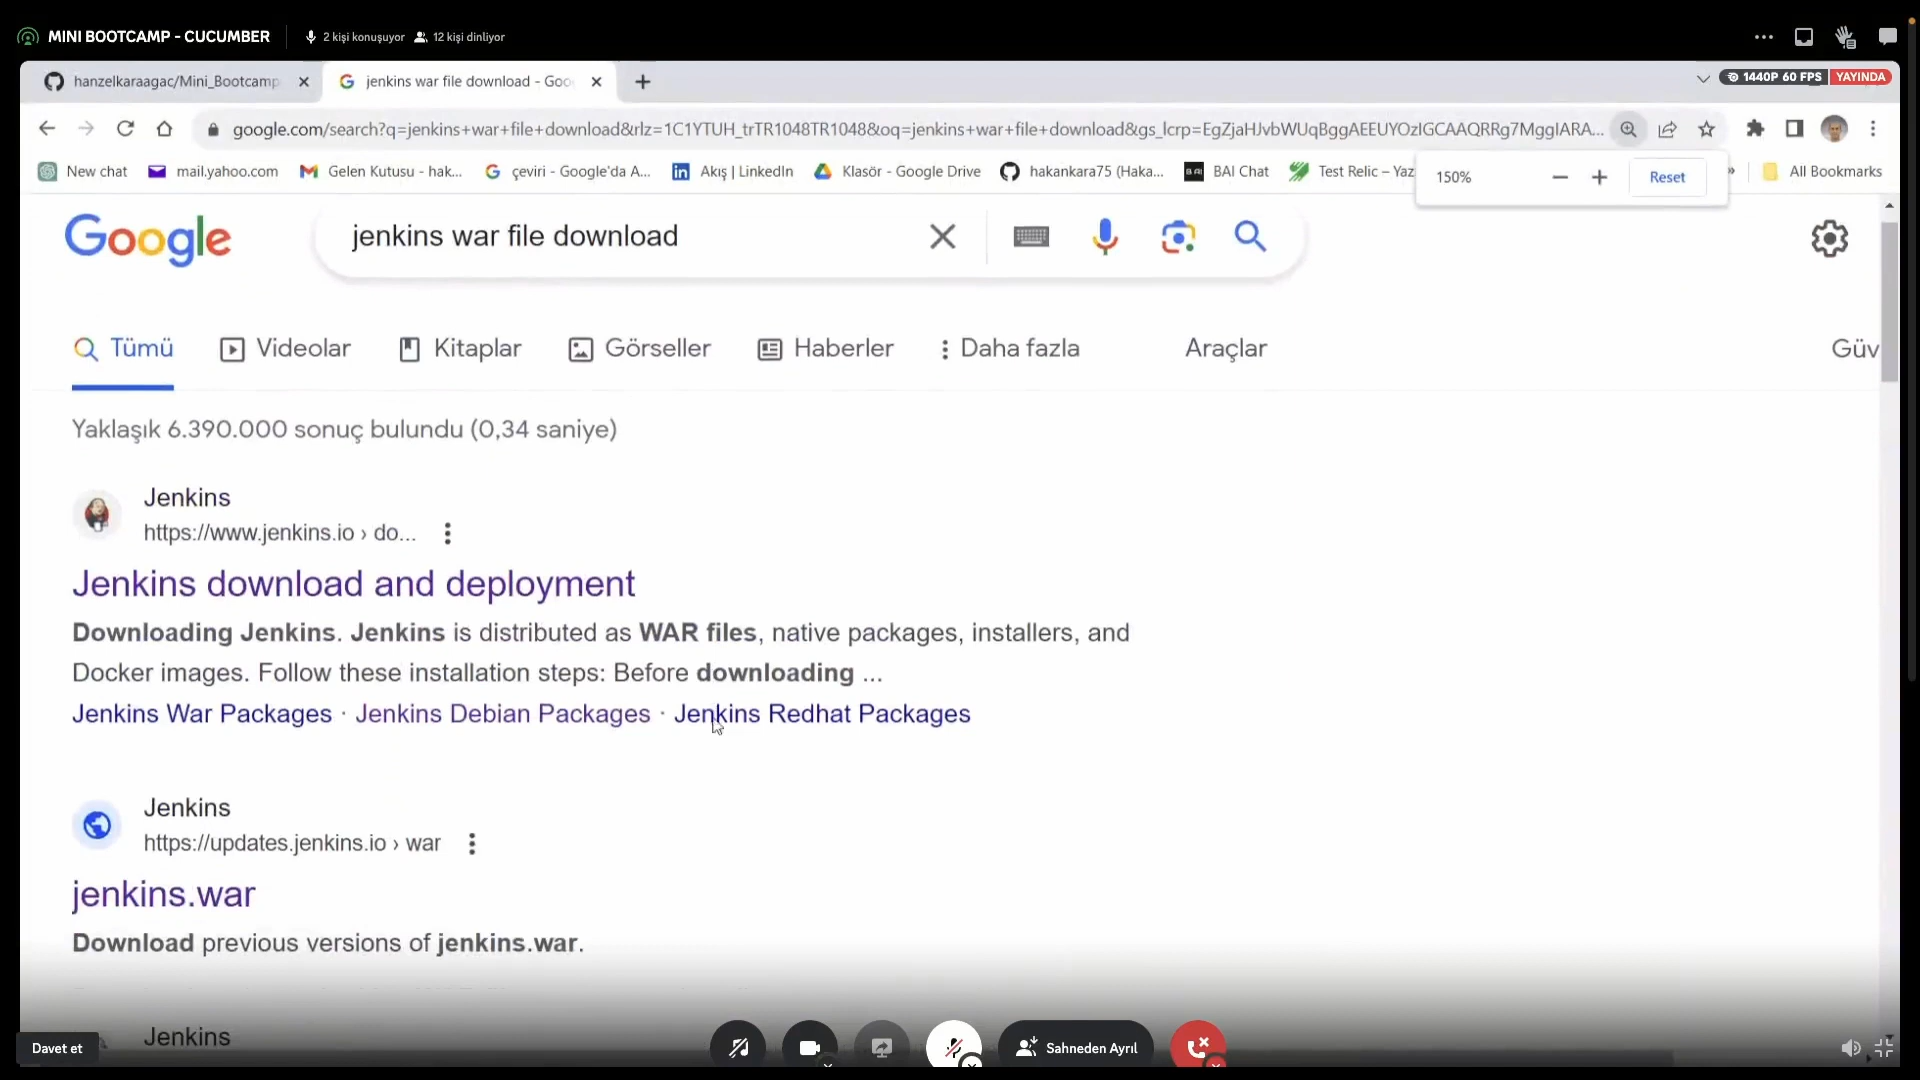 MINI BOOTCAMP - CUCUMBER
2 kişi konuşuyor 12 kişi dinliyor
hanzelkaraagac/Mini_Bootcamp
jenkins war file download - Goo
1440P 60 FPS YAYINDA
google.com/search?q=jenkins+war+file+download&rlz=1C1YTUH_trTR1048TR1048&oq=jenkins+war+file+download&gs_lcrp=EgZjaHJvbWUqBggAEEUYOzIGCAAQRRg7MggIARA...
New chat mail.yahoo.com Gelen Kutusu - hak... çeviri - Google'da A... Akış | LinkedIn Klasör - Google Drive hakankara75 (Haka... BAI Chat Test Relic – Yaz » All Bookmarks
150% Reset
Google
jenkins war file download
Tümü Videolar Kitaplar Görseller Haberler Daha fazla Araçlar Güv
Yaklaşık 6.390.000 sonuç bulundu (0,34 saniye)
Jenkins
https://www.jenkins.io › do...
Jenkins download and deployment
Downloading Jenkins. Jenkins is distributed as WAR files, native packages, installers, and
Docker images. Follow these installation steps: Before downloading ...
Jenkins War Packages · Jenkins Debian Packages · Jenkins Redhat Packages
Jenkins
https://updates.jenkins.io › war
jenkins.war
Download previous versions of jenkins.war.
Jenkins
Davet et
Sahneden Ayrıl